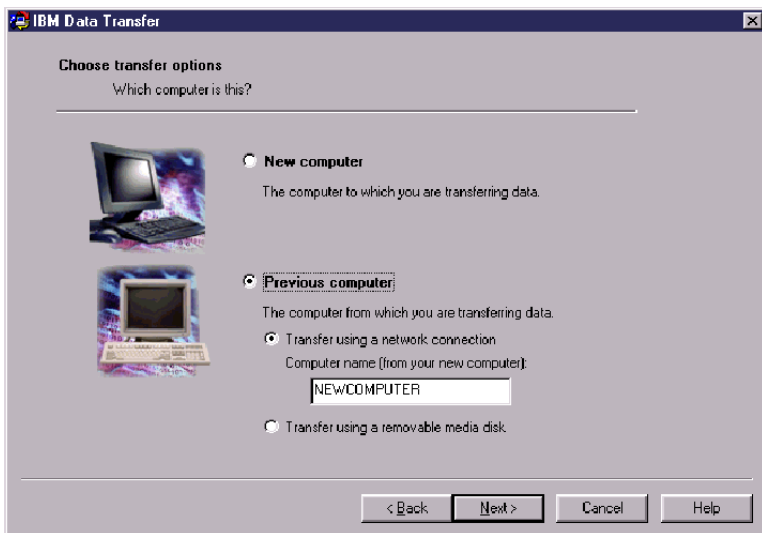 IBM Data Transfer
Choose transfer options
Which computer is this?
New computer
The computer to which you are transferring data.
Previous computer
The computer from which you are transferring data.
Transfer using a network connection
Computer name (from your new computer):
NEWCOMPUTER
Transfer using a removable media disk
< Back Next > Cancel Help